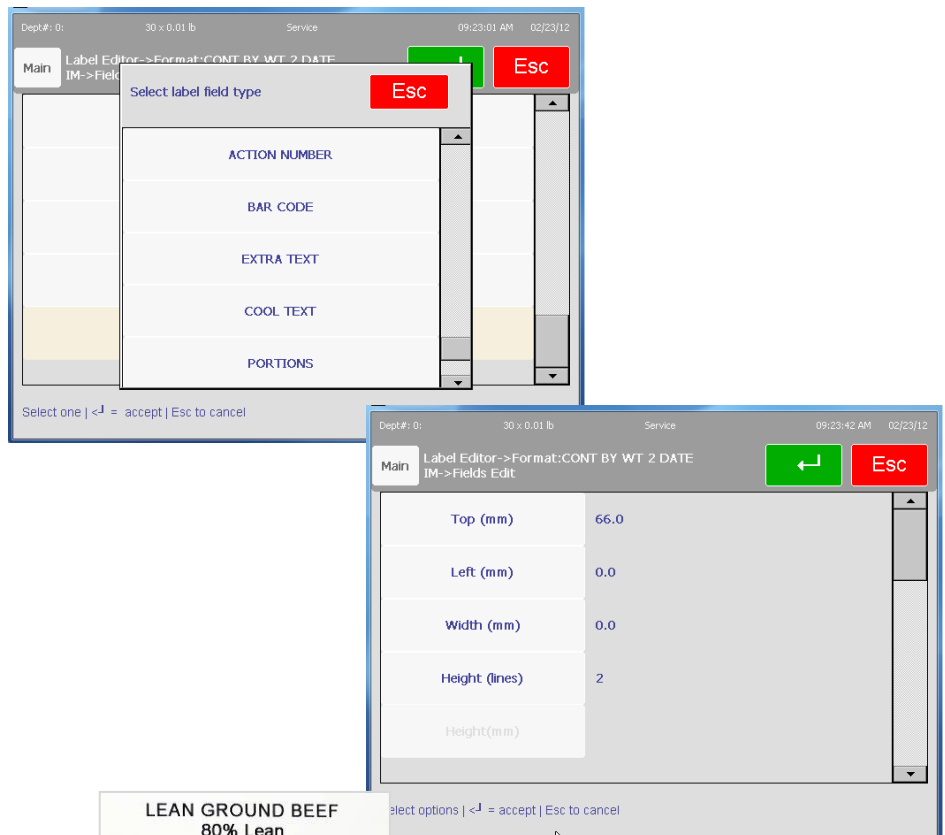 Dept#: 0: 30 x 0.01 lb Service 09:23:01 AM 02/23/12
Main Label Editor->Format:CONT BY WT 2 DATE Esc
IM->Fields
Select label field type Esc
ACTION NUMBER
BAR CODE
EXTRA TEXT
COOL TEXT
PORTIONS
Select one | <┘ = accept | Esc to cancel
Dept#: 0: 30 x 0.01 lb Service 09:23:42 AM 02/23/12
Main Label Editor->Format:CONT BY WT 2 DATE Esc
IM->Fields Edit
Top (mm) 66.0
Left (mm) 0.0
Width (mm) 0.0
Height (lines) 2
Height(mm)
elect options | <┘ = accept | Esc to cancel
LEAN GROUND BEEF
80% Lean